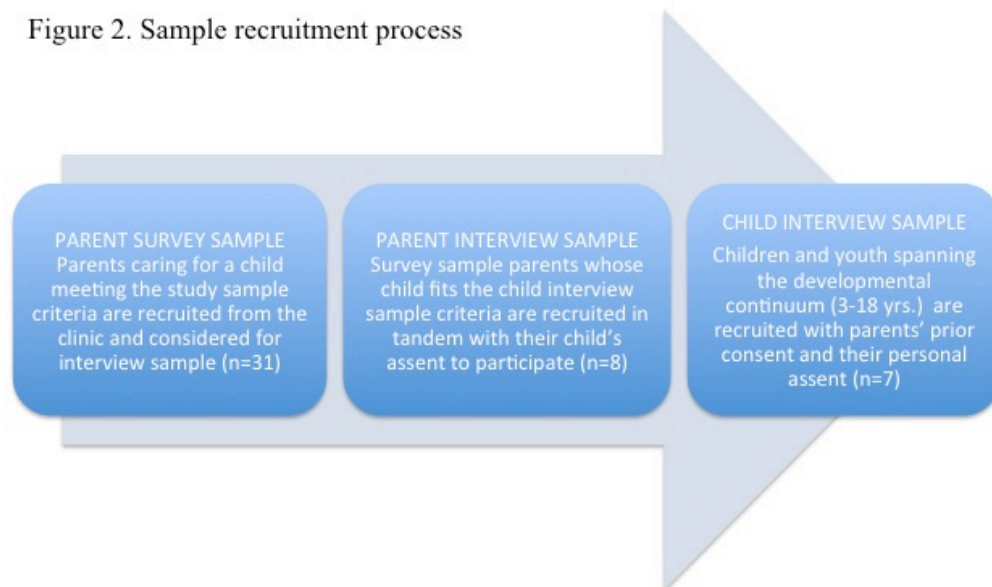 Figure 2. Sample recruitment process
PARENT SURVEY SAMPLE
Parents caring for a child
meeting the study sample
criteria are recruited from the
clinic and considered for
interview sample (n=31)
PARENT INTERVIEW SAMPLE
Survey sample parents whose
child fits the child interview
sample criteria are recruited in
tandem with their child’s
assent to participate (n=8)
CHILD INTERVIEW SAMPLE
Children and youth spanning
the developmental
continuum (3-18 yrs.)  are
recruited with parents’ prior
consent and their personal
assent (n=7)